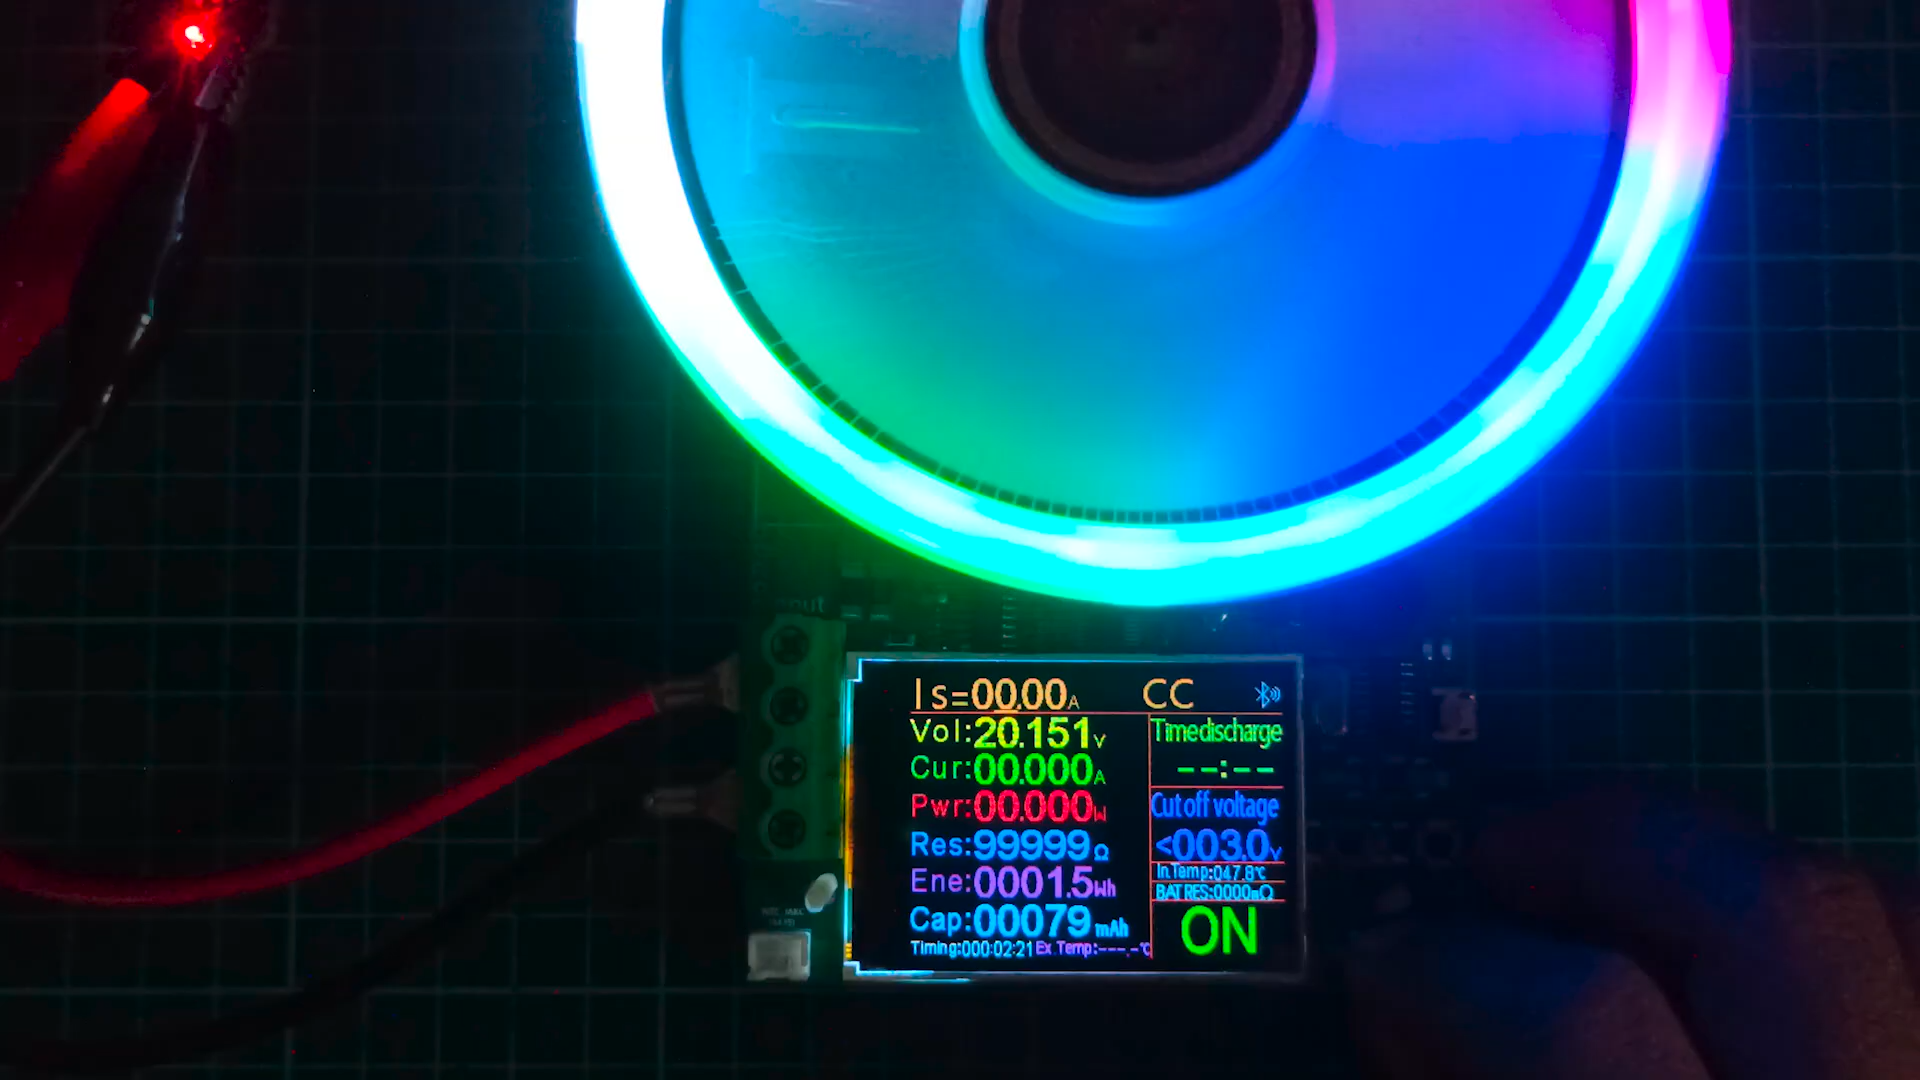 Is=00.00A CC
Vol:20.151V
Cur:00.000A
Pwr:00.000W
Res:99999Ω
Ene:0001.5Wh
Cap:00079mAh
Timing:000:02:21 Ex Temp:---.-℃
Timedischarge
--:--
Cut off voltage
<003.0V
In.Temp:047.8℃
BAT RES:0000mΩ
ON